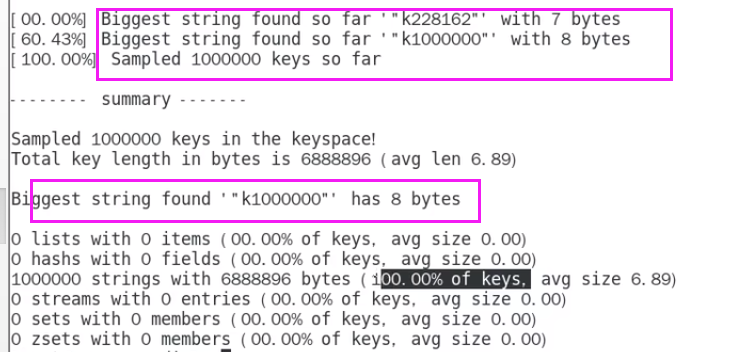 [00.00%] Biggest string found so far '"k228162"' with 7 bytes
[60.43%] Biggest string found so far '"k1000000"' with 8 bytes
[100.00%] Sampled 1000000 keys so far
-------- summary -------
Sampled 1000000 keys in the keyspace!
Total key length in bytes is 6888896 (avg len 6.89)
Biggest string found '"k1000000"' has 8 bytes
0 lists with 0 items (00.00% of keys, avg size 0.00)
0 hashs with 0 fields (00.00% of keys, avg size 0.00)
1000000 strings with 6888896 bytes (100.00% of keys, avg size 6.89)
0 streams with 0 entries (00.00% of keys, avg size 0.00)
0 sets with 0 members (00.00% of keys, avg size 0.00)
0 zsets with 0 members (00.00% of keys, avg size 0.00)